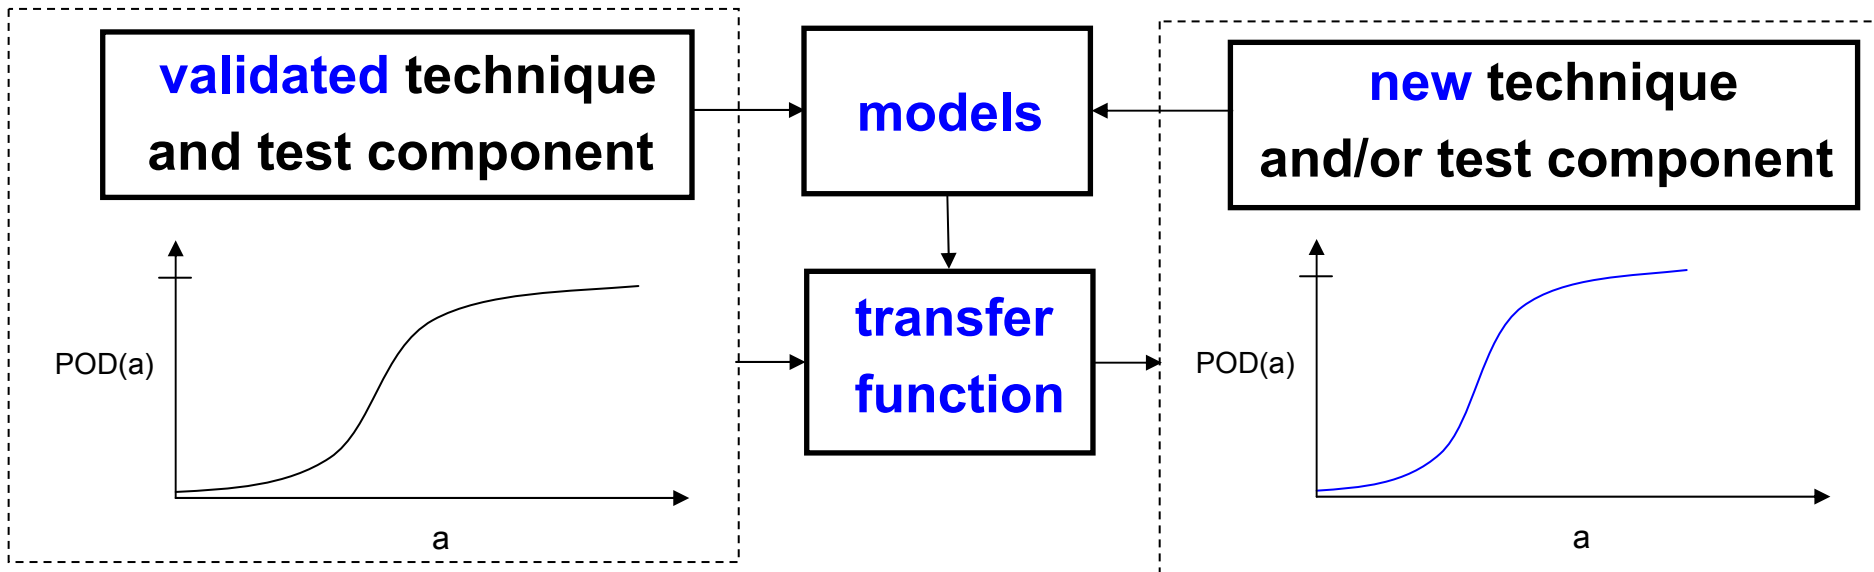 validated technique
and test component
models
new technique
and/or test component
transfer
function
POD(a)
a
POD(a)
a